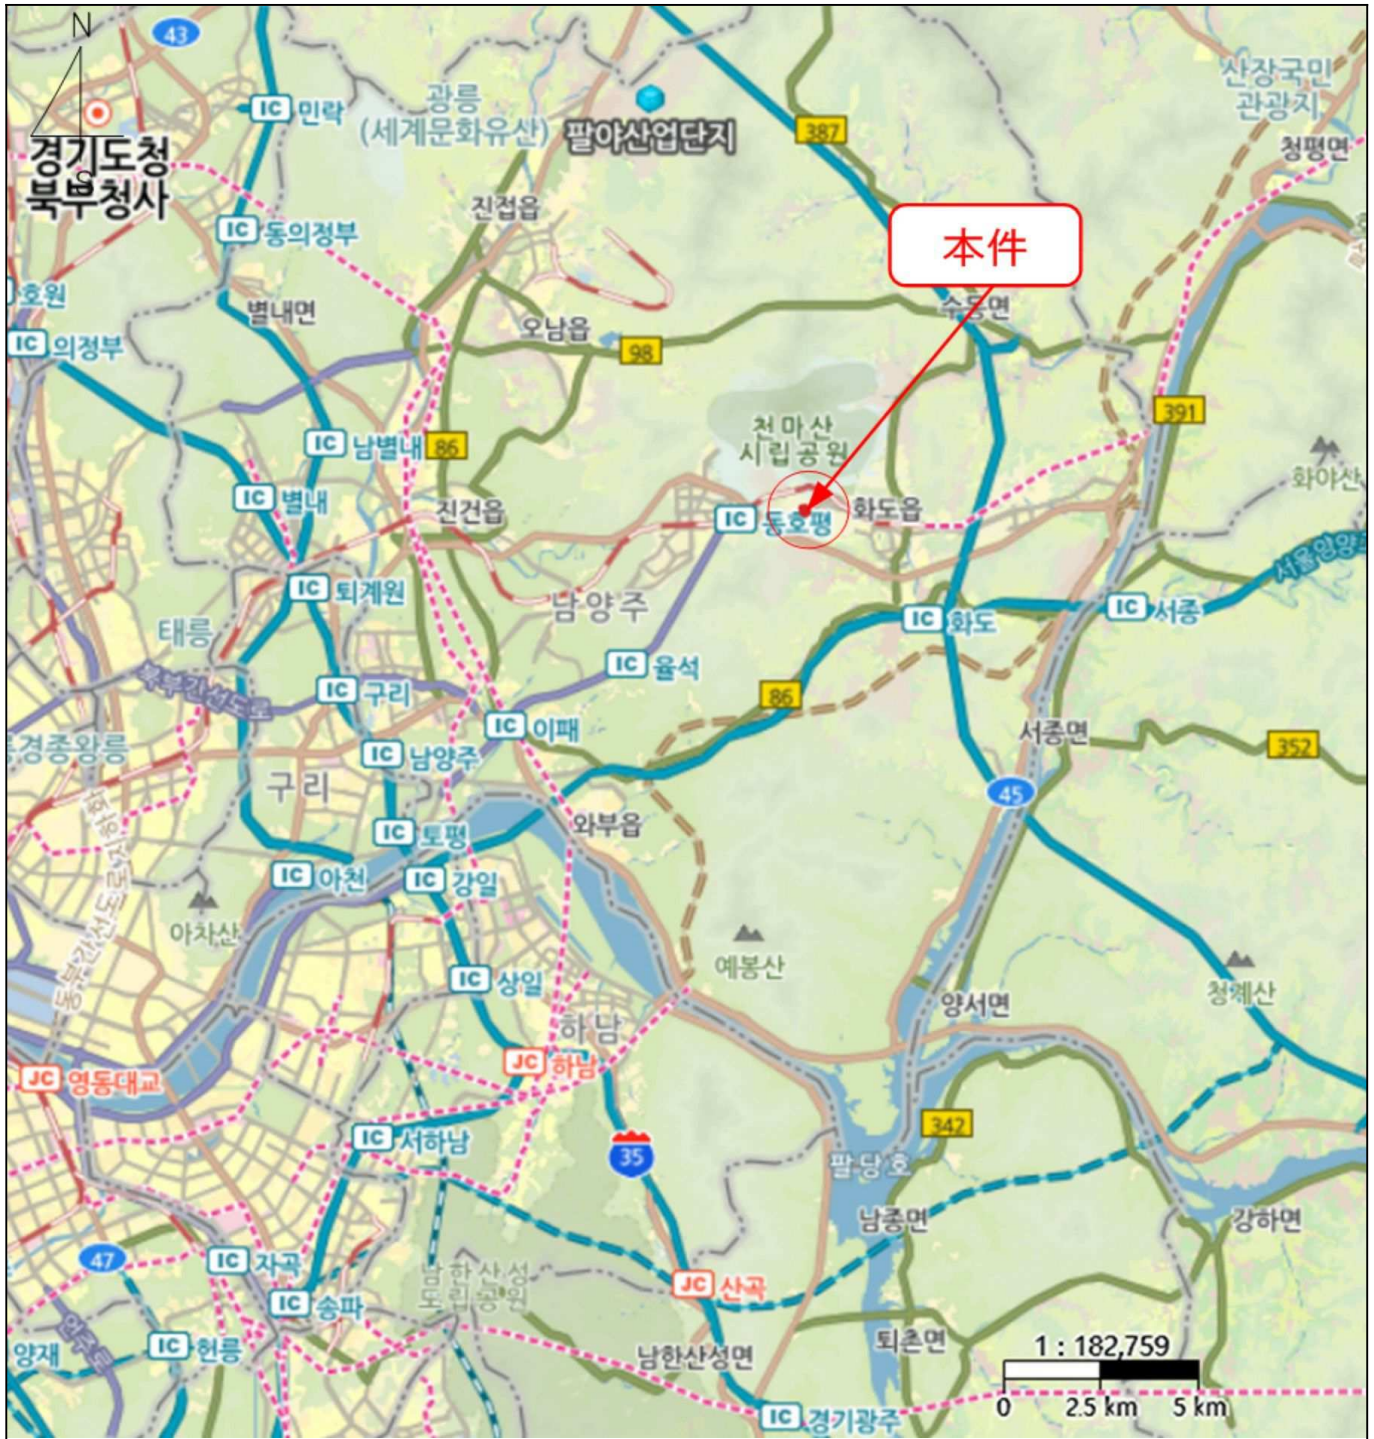 N
43
IC 민락
광릉
(세계문화유산)
팔야산업단지
387
산장국민
관광지
청평면
경기도청
북부청사
진접읍
IC 동의정부
本件
호원
별내면
오남읍
수동면
IC 의정부
98
391
천마산
시립공원
IC 남별내
86
화야산
IC 별내
진건읍
IC 동호평
화도읍
서울양양
IC 퇴계원
남양주
IC 화도
IC 서종
태릉
IC 율석
북부간선도로
IC 구리
86
IC 이패
서종면
352
동경종왕릉
IC 남양주
구리
45
IC 토평
와부읍
IC 아천
IC 강일
아차산
동부간선도로
예봉산
IC 상일
청계산
양서면
하남
JC 하남
JC 영동대교
342
IC 서하남
35
팔당호
남종면
강하면
47
IC 자곡
남한산성
도립공원
JC 산곡
IC 송파
양재
IC 헌릉
남한산성면
퇴촌면
1 : 182,759
0 2.5 km 5 km
IC 경기광주